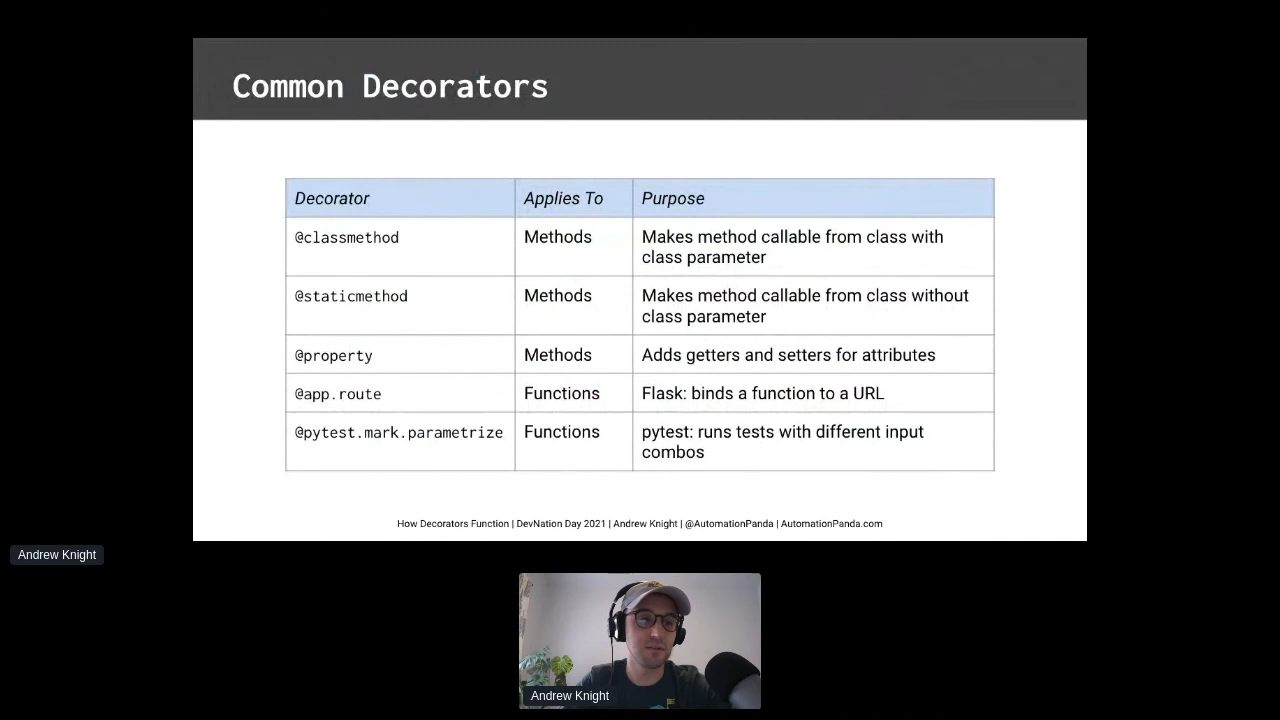 Common Decorators
Decorator Applies To Purpose
@classmethod Methods Makes method callable from class with
class parameter
@staticmethod Methods Makes method callable from class without
class parameter
@property Methods Adds getters and setters for attributes
@app.route Functions Flask: binds a function to a URL
@pytest.mark.parametrize Functions pytest: runs tests with different input
combos
How Decorators Function | DevNation Day 2021 | Andrew Knight | @AutomationPanda | AutomationPanda.com
Andrew Knight
Andrew Knight